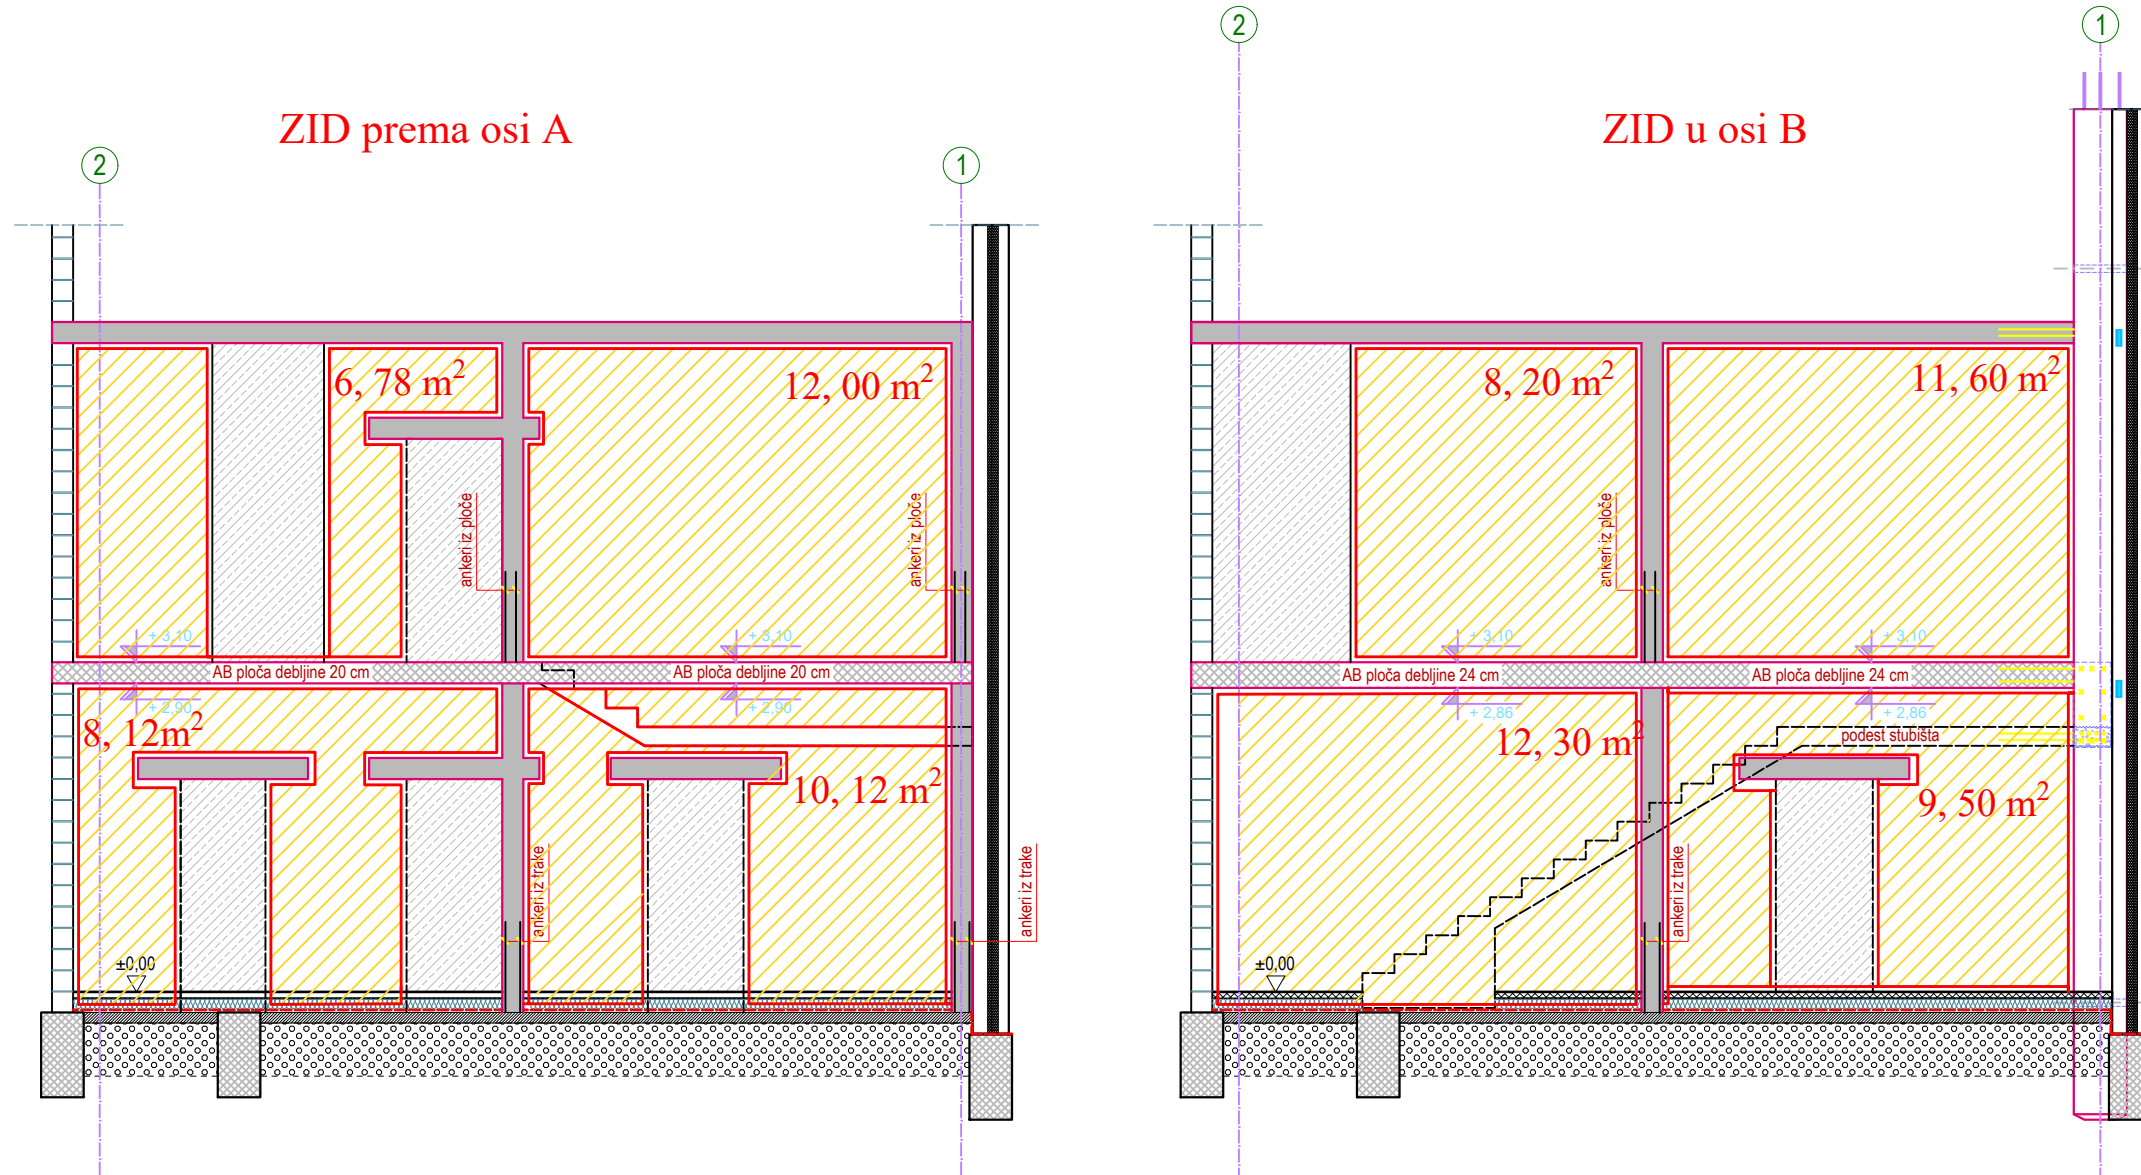 2
1
ZID prema osi A
ZID u osi B
2
1
6, 78 m²
12, 00 m²
8, 20 m²
11, 60 m²
ankeri iz ploče
ankeri iz ploče
ankeri iz ploče
+ 3,10
+ 3,10
+ 3,10
+ 3,10
AB ploča debljine 20 cm
AB ploča debljine 20 cm
AB ploča debljine 24 cm
AB ploča debljine 24 cm
+ 2,90
+ 2,90
+ 2,86
+ 2,86
8, 12m²
12, 30 m²
podest stubišta
10, 12 m²
9, 50 m²
ankeri iz trake
ankeri iz trake
ankeri iz trake
±0,00
±0,00